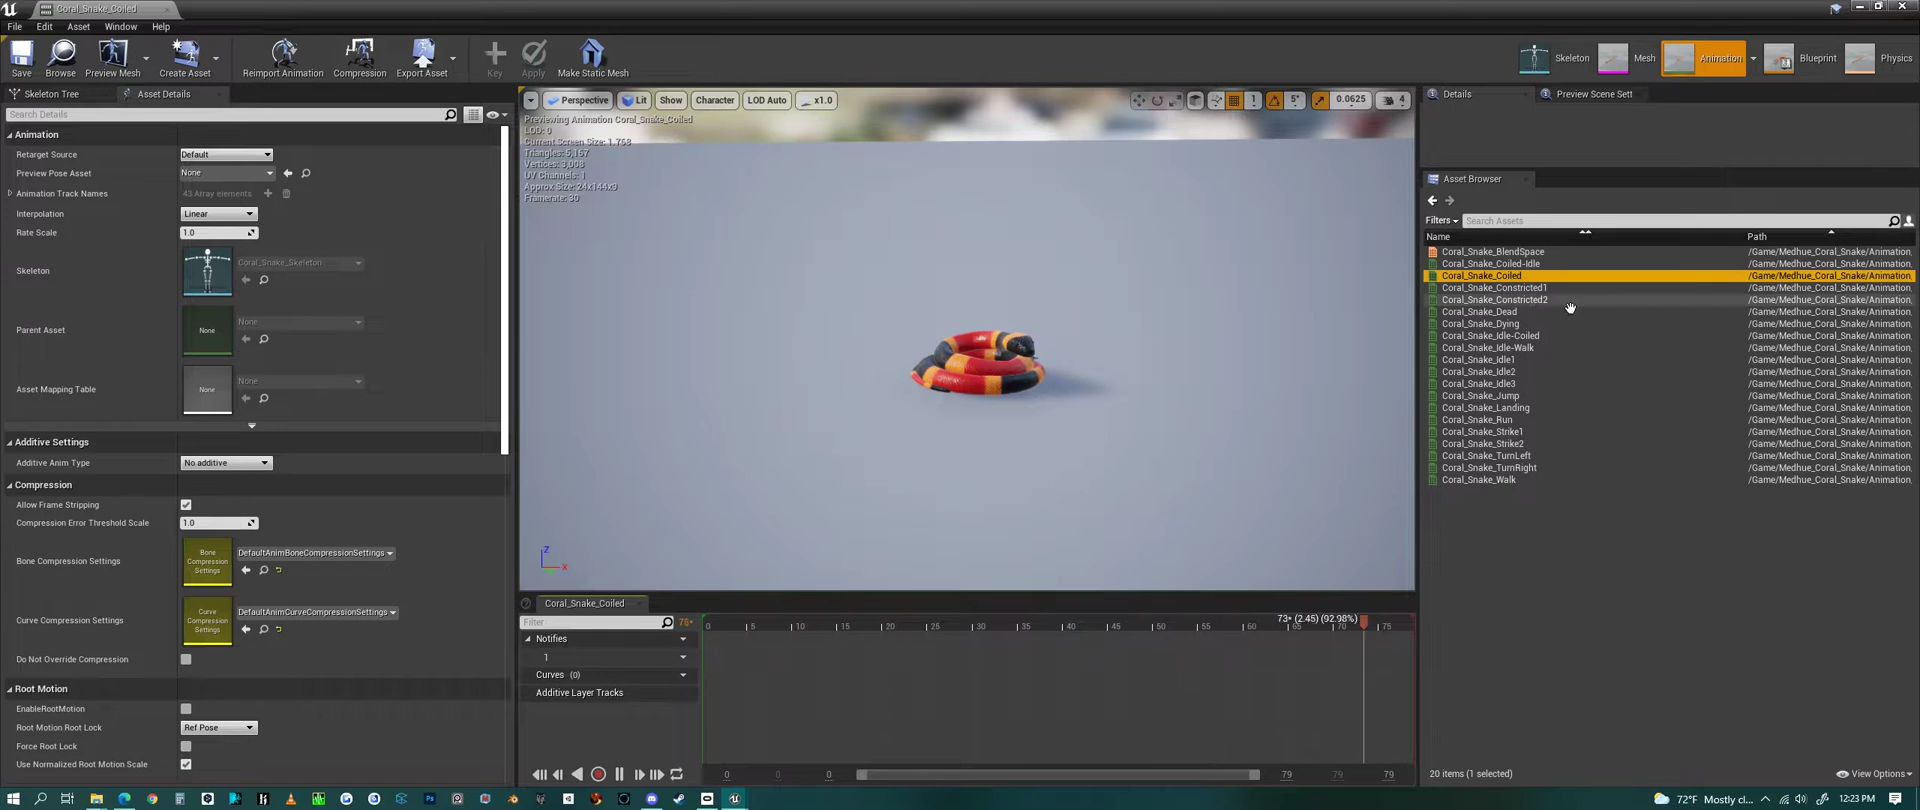 Coral_Snake_Coiled
File Edit Asset Window Help
Save Browse Preview Mesh Create Asset Reimport Animation Compression Export Asset Key Apply Make Static Mesh Skeleton Mesh Animation Blueprint Physics
Skeleton Tree Asset Details
Search Details
Animation
Retarget Source Default
Preview Pose Asset None
Animation Track Names 43 Array elements
Interpolation Linear
Rate Scale 1.0
Skeleton Coral_Snake_Skeleton
Parent Asset None None
Asset Mapping Table None None
Additive Settings
Additive Anim Type No additive
Compression
Allow Frame Stripping
Compression Error Threshold Scale 1.0
Bone Compression Settings Bone Compression Settings DefaultAnimBoneCompressionSettings
Curve Compression Settings Curve Compression Settings DefaultAnimCurveCompressionSettings
Do Not Override Compression
Root Motion
EnableRootMotion
Root Motion Root Lock Ref Pose
Force Root Lock
Use Normalized Root Motion Scale
Perspective Lit Show Character LOD Auto x1.0 1 5° 0.0625 4
Previewing Animation Coral_Snake_Coiled
LOD: 0
Current Screen Size: 1.768
Triangles: 5,167
Vertices: 3,008
UV Channels: 1
Approx Size: 24x144x9
Framerate: 30
Z
X
Coral_Snake_Coiled
Filter
73* (2.45) (92.98%)
0 5 10 15 20 25 30 35 40 45 50 55 60 65 70 75
Notifies
1
Curves (0)
Additive Layer Tracks
0 0 0 79 79 79
Details Preview Scene Sett
Asset Browser
Filters Search Assets
Name Path
Coral_Snake_BlendSpace /Game/Medhue_Coral_Snake/Animation,
Coral_Snake_Coiled-Idle /Game/Medhue_Coral_Snake/Animation,
Coral_Snake_Coiled /Game/Medhue_Coral_Snake/Animation,
Coral_Snake_Constricted1 /Game/Medhue_Coral_Snake/Animation,
Coral_Snake_Constricted2 /Game/Medhue_Coral_Snake/Animation,
Coral_Snake_Dead /Game/Medhue_Coral_Snake/Animation,
Coral_Snake_Dying /Game/Medhue_Coral_Snake/Animation,
Coral_Snake_Idle-Coiled /Game/Medhue_Coral_Snake/Animation,
Coral_Snake_Idle-Walk /Game/Medhue_Coral_Snake/Animation,
Coral_Snake_Idle1 /Game/Medhue_Coral_Snake/Animation,
Coral_Snake_Idle2 /Game/Medhue_Coral_Snake/Animation,
Coral_Snake_Idle3 /Game/Medhue_Coral_Snake/Animation,
Coral_Snake_Jump /Game/Medhue_Coral_Snake/Animation,
Coral_Snake_Landing /Game/Medhue_Coral_Snake/Animation,
Coral_Snake_Run /Game/Medhue_Coral_Snake/Animation,
Coral_Snake_Strike1 /Game/Medhue_Coral_Snake/Animation,
Coral_Snake_Strike2 /Game/Medhue_Coral_Snake/Animation,
Coral_Snake_TurnLeft /Game/Medhue_Coral_Snake/Animation,
Coral_Snake_TurnRight /Game/Medhue_Coral_Snake/Animation,
Coral_Snake_Walk /Game/Medhue_Coral_Snake/Animation,
20 items (1 selected) View Options
72°F Mostly cl... 12:23 PM